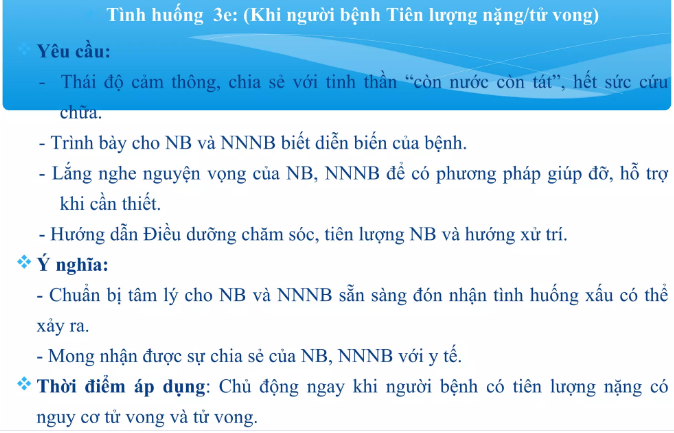 Tình huống 3e: (Khi người bệnh Tiên lượng nặng/tử vong)
Yêu cầu:
- Thái độ cảm thông, chia sẻ với tinh thần “còn nước còn tát”, hết sức cứu
chữa.
- Trình bày cho NB và NNNB biết diễn biến của bệnh.
- Lắng nghe nguyện vọng của NB, NNNB để có phương pháp giúp đỡ, hỗ trợ
khi cần thiết.
- Hướng dẫn Điều dưỡng chăm sóc, tiên lượng NB và hướng xử trí.
Ý nghĩa:
- Chuẩn bị tâm lý cho NB và NNNB sẵn sàng đón nhận tình huống xấu có thể
xảy ra.
- Mong nhận được sự chia sẻ của NB, NNNB với y tế.
Thời điểm áp dụng: Chủ động ngay khi người bệnh có tiên lượng nặng có
nguy cơ tử vong và tử vong.